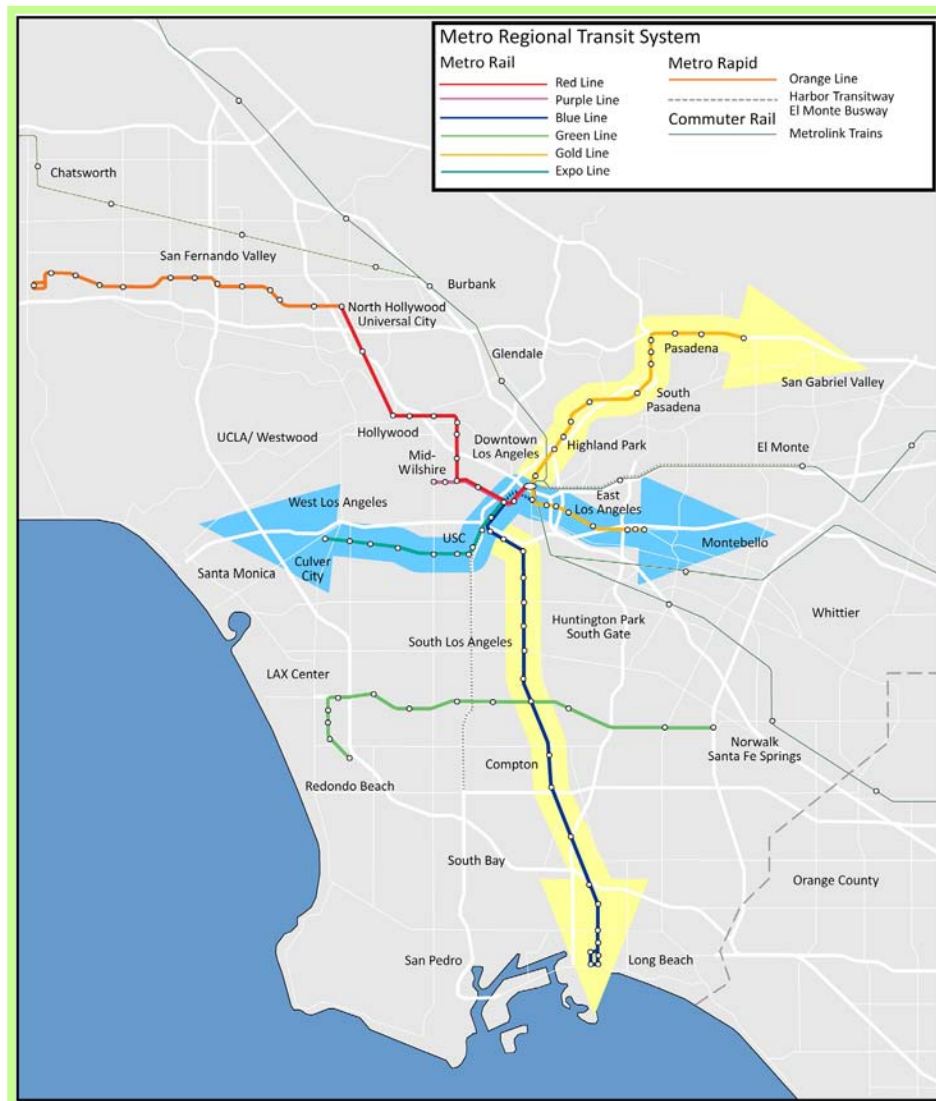 Metro Regional Transit System
Metro Rail
Red Line
Purple Line
Blue Line
Green Line
Gold Line
Expo Line
Metro Rapid
Orange Line
Harbor Transitway
El Monte Busway
Commuter Rail
Metrolink Trains
Chatsworth
San Fernando Valley
Burbank
North Hollywood
Universal City
Glendale
Pasadena
San Gabriel Valley
South
Pasadena
Hollywood
UCLA/ Westwood
Downtown
Los Angeles
Highland Park
El Monte
Mid-
Wilshire
West Los Angeles
East
Los Angeles
USC
Montebello
Culver
City
Santa Monica
Whittier
Huntington Park
South Gate
South Los Angeles
LAX Center
Norwalk
Santa Fe Springs
Compton
Redondo Beach
South Bay
Orange County
San Pedro
Long Beach